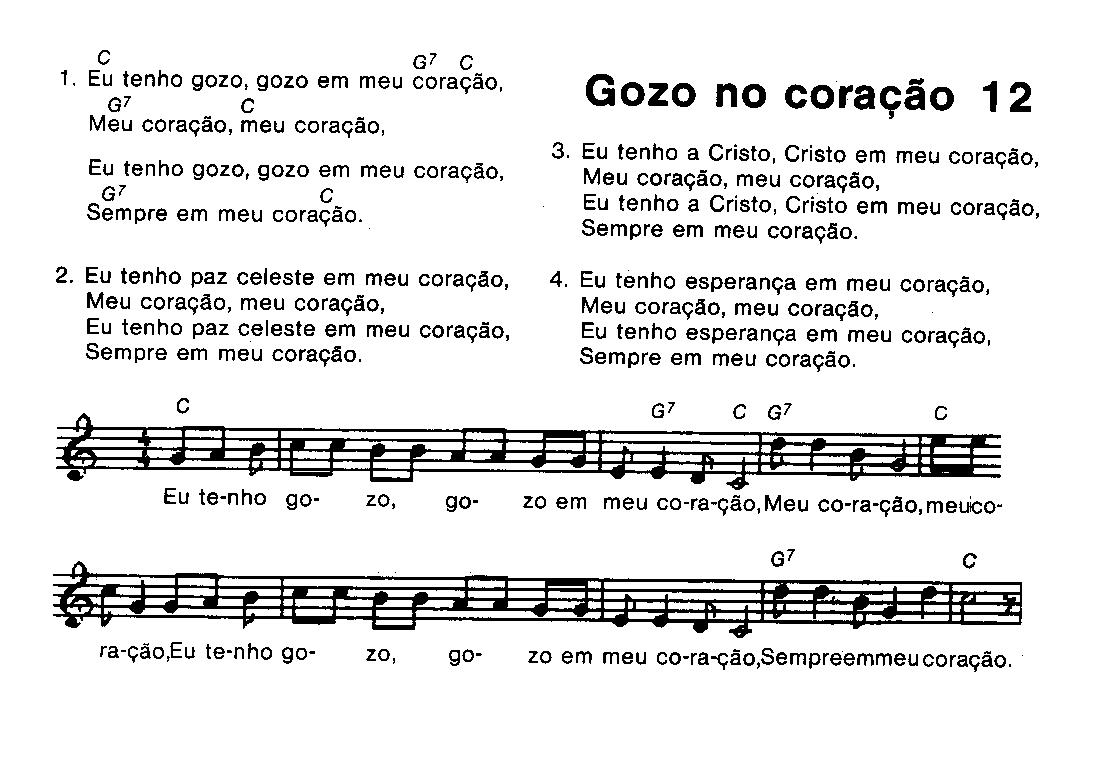 Gozo no coração 12
C G7 C
1. Eu tenho gozo, gozo em meu coração,
G7 C
Meu coração, meu coração,
Eu tenho gozo, gozo em meu coração,
G7 C
Sempre em meu coração.
2. Eu tenho paz celeste em meu coração,
Meu coração, meu coração,
Eu tenho paz celeste em meu coração,
Sempre em meu coração.
3. Eu tenho a Cristo, Cristo em meu coração,
Meu coração, meu coração,
Eu tenho a Cristo, Cristo em meu coração,
Sempre em meu coração.
4. Eu tenho esperança em meu coração,
Meu coração, meu coração,
Eu tenho esperança em meu coração,
Sempre em meu coração.
C G7 C G7 C
4
4
Eu te-nho go- zo, go- zo em meu co-ra-ção,Meu co-ra-ção,meu co-
G7 C
ra-ção,Eu te-nho go- zo, go- zo em meu co-ra-ção,Sempreemmeucoração.